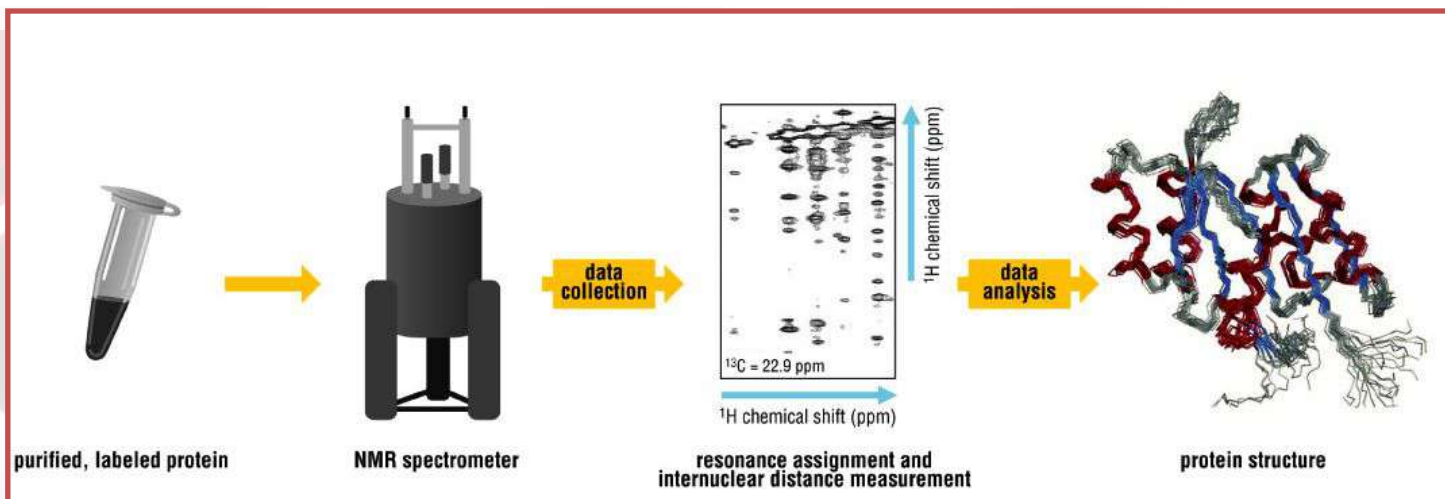 data
collection
data
analysis
¹H chemical shift (ppm)
¹³C = 22.9 ppm
¹H chemical shift (ppm)
purified, labeled protein
NMR spectrometer
resonance assignment and
internuclear distance measurement
protein structure